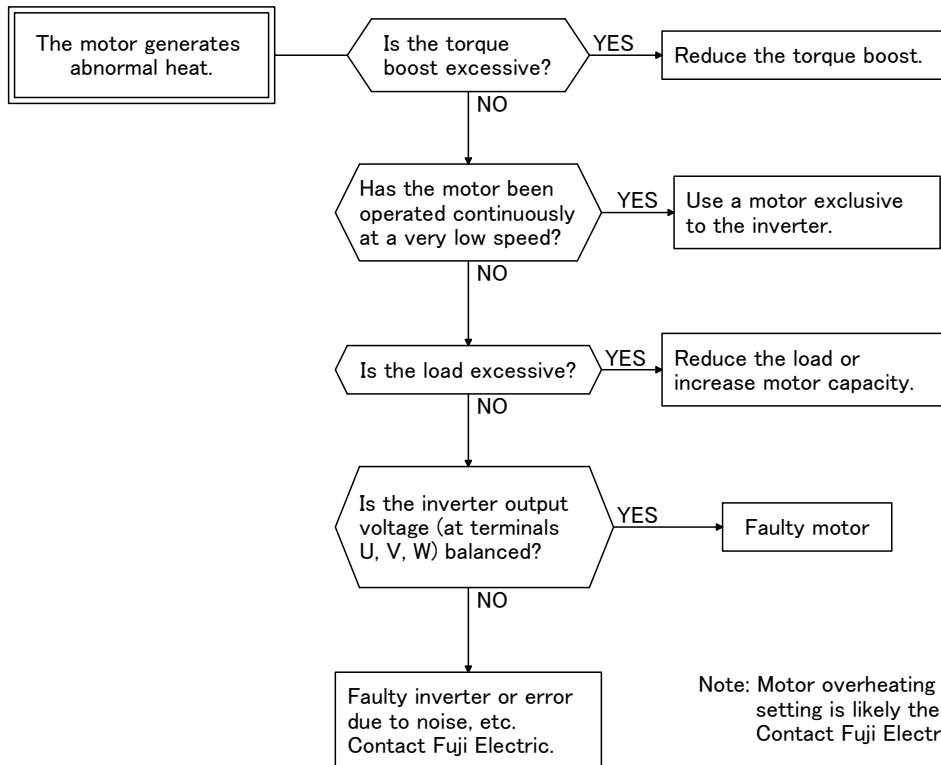 The motor generates
abnormal heat.
Is the torque
boost excessive?
YES
Reduce the torque boost.
NO
Has the motor been
operated continuously
at a very low speed?
YES
Use a motor exclusive
to the inverter.
NO
Is the load excessive?
YES
Reduce the load or
increase motor capacity.
NO
Is the inverter output
voltage (at terminals
U, V, W) balanced?
YES
Faulty motor
NO
Faulty inverter or error
due to noise, etc.
Contact Fuji Electric.
Note: Motor overheating
setting is likely the
Contact Fuji Electr